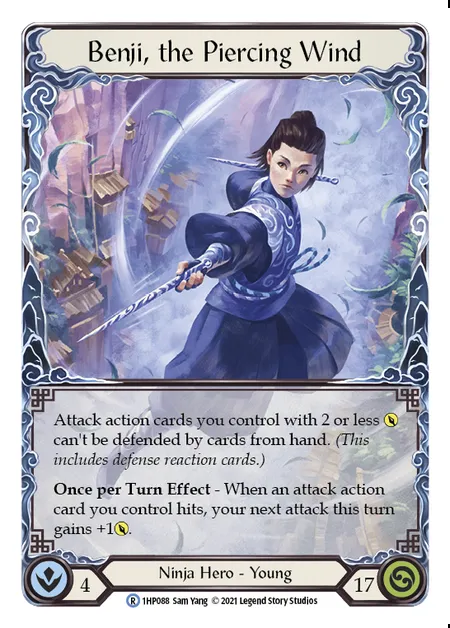 Benji, the Piercing Wind
Attack action cards you control with 2 or less
can't be defended by cards from hand. (This
includes defense reaction cards.)
Once per Turn Effect - When an attack action
card you control hits, your next attack this turn
gains +1.
4
Ninja Hero - Young
17
R 1HP088 Sam Yang © 2021 Legend Story Studios